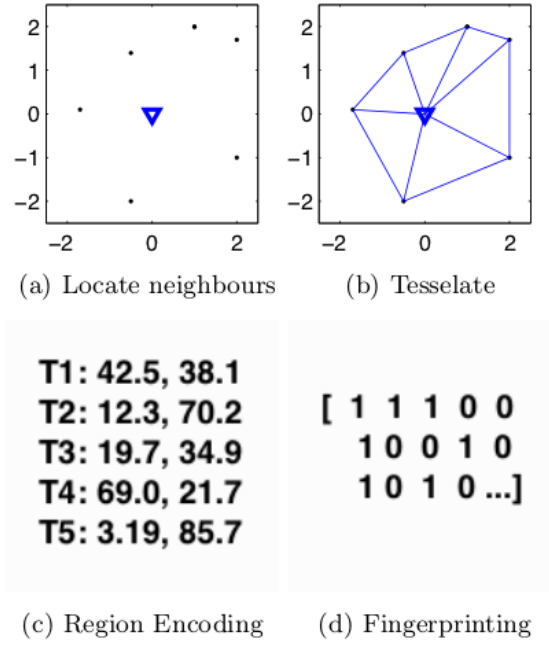 2
1
0
−1
−2
−2 0 2
(a) Locate neighbours
2
1
0
−1
−2
−2 0 2
(b) Tesselate
T1: 42.5, 38.1
T2: 12.3, 70.2
T3: 19.7, 34.9
T4: 69.0, 21.7
T5: 3.19, 85.7
(c) Region Encoding
[ 1 1 1 0 0
1 0 0 1 0
1 0 1 0 ...]
(d) Fingerprinting